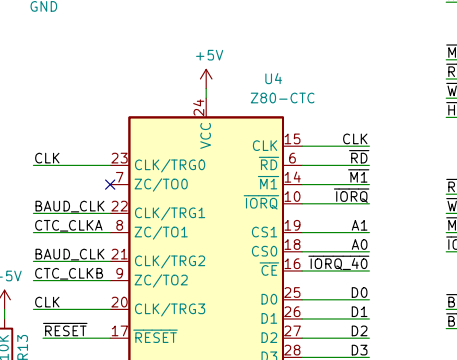 GND
+5V
U4
Z80-CTC
24
VCC
CLK 23 CLK/TRG0
7 ZC/TO0
BAUD_CLK 22 CLK/TRG1
CTC_CLKA 8 ZC/TO1
BAUD_CLK 21 CLK/TRG2
CTC_CLKB 9 ZC/TO2
CLK 20 CLK/TRG3
RESET 17 RESET
CLK 15 CLK
RD 6 RD
M1 14 M1
IORQ 10 IORQ
CS1 19 A1
CS0 18 A0
CE 16 IORQ_40
D0 25 D0
D1 26 D1
D2 27 D2
D3 28 D3
+5V
10K
R13
M
R
W
H
R
W
M
IO
B
B